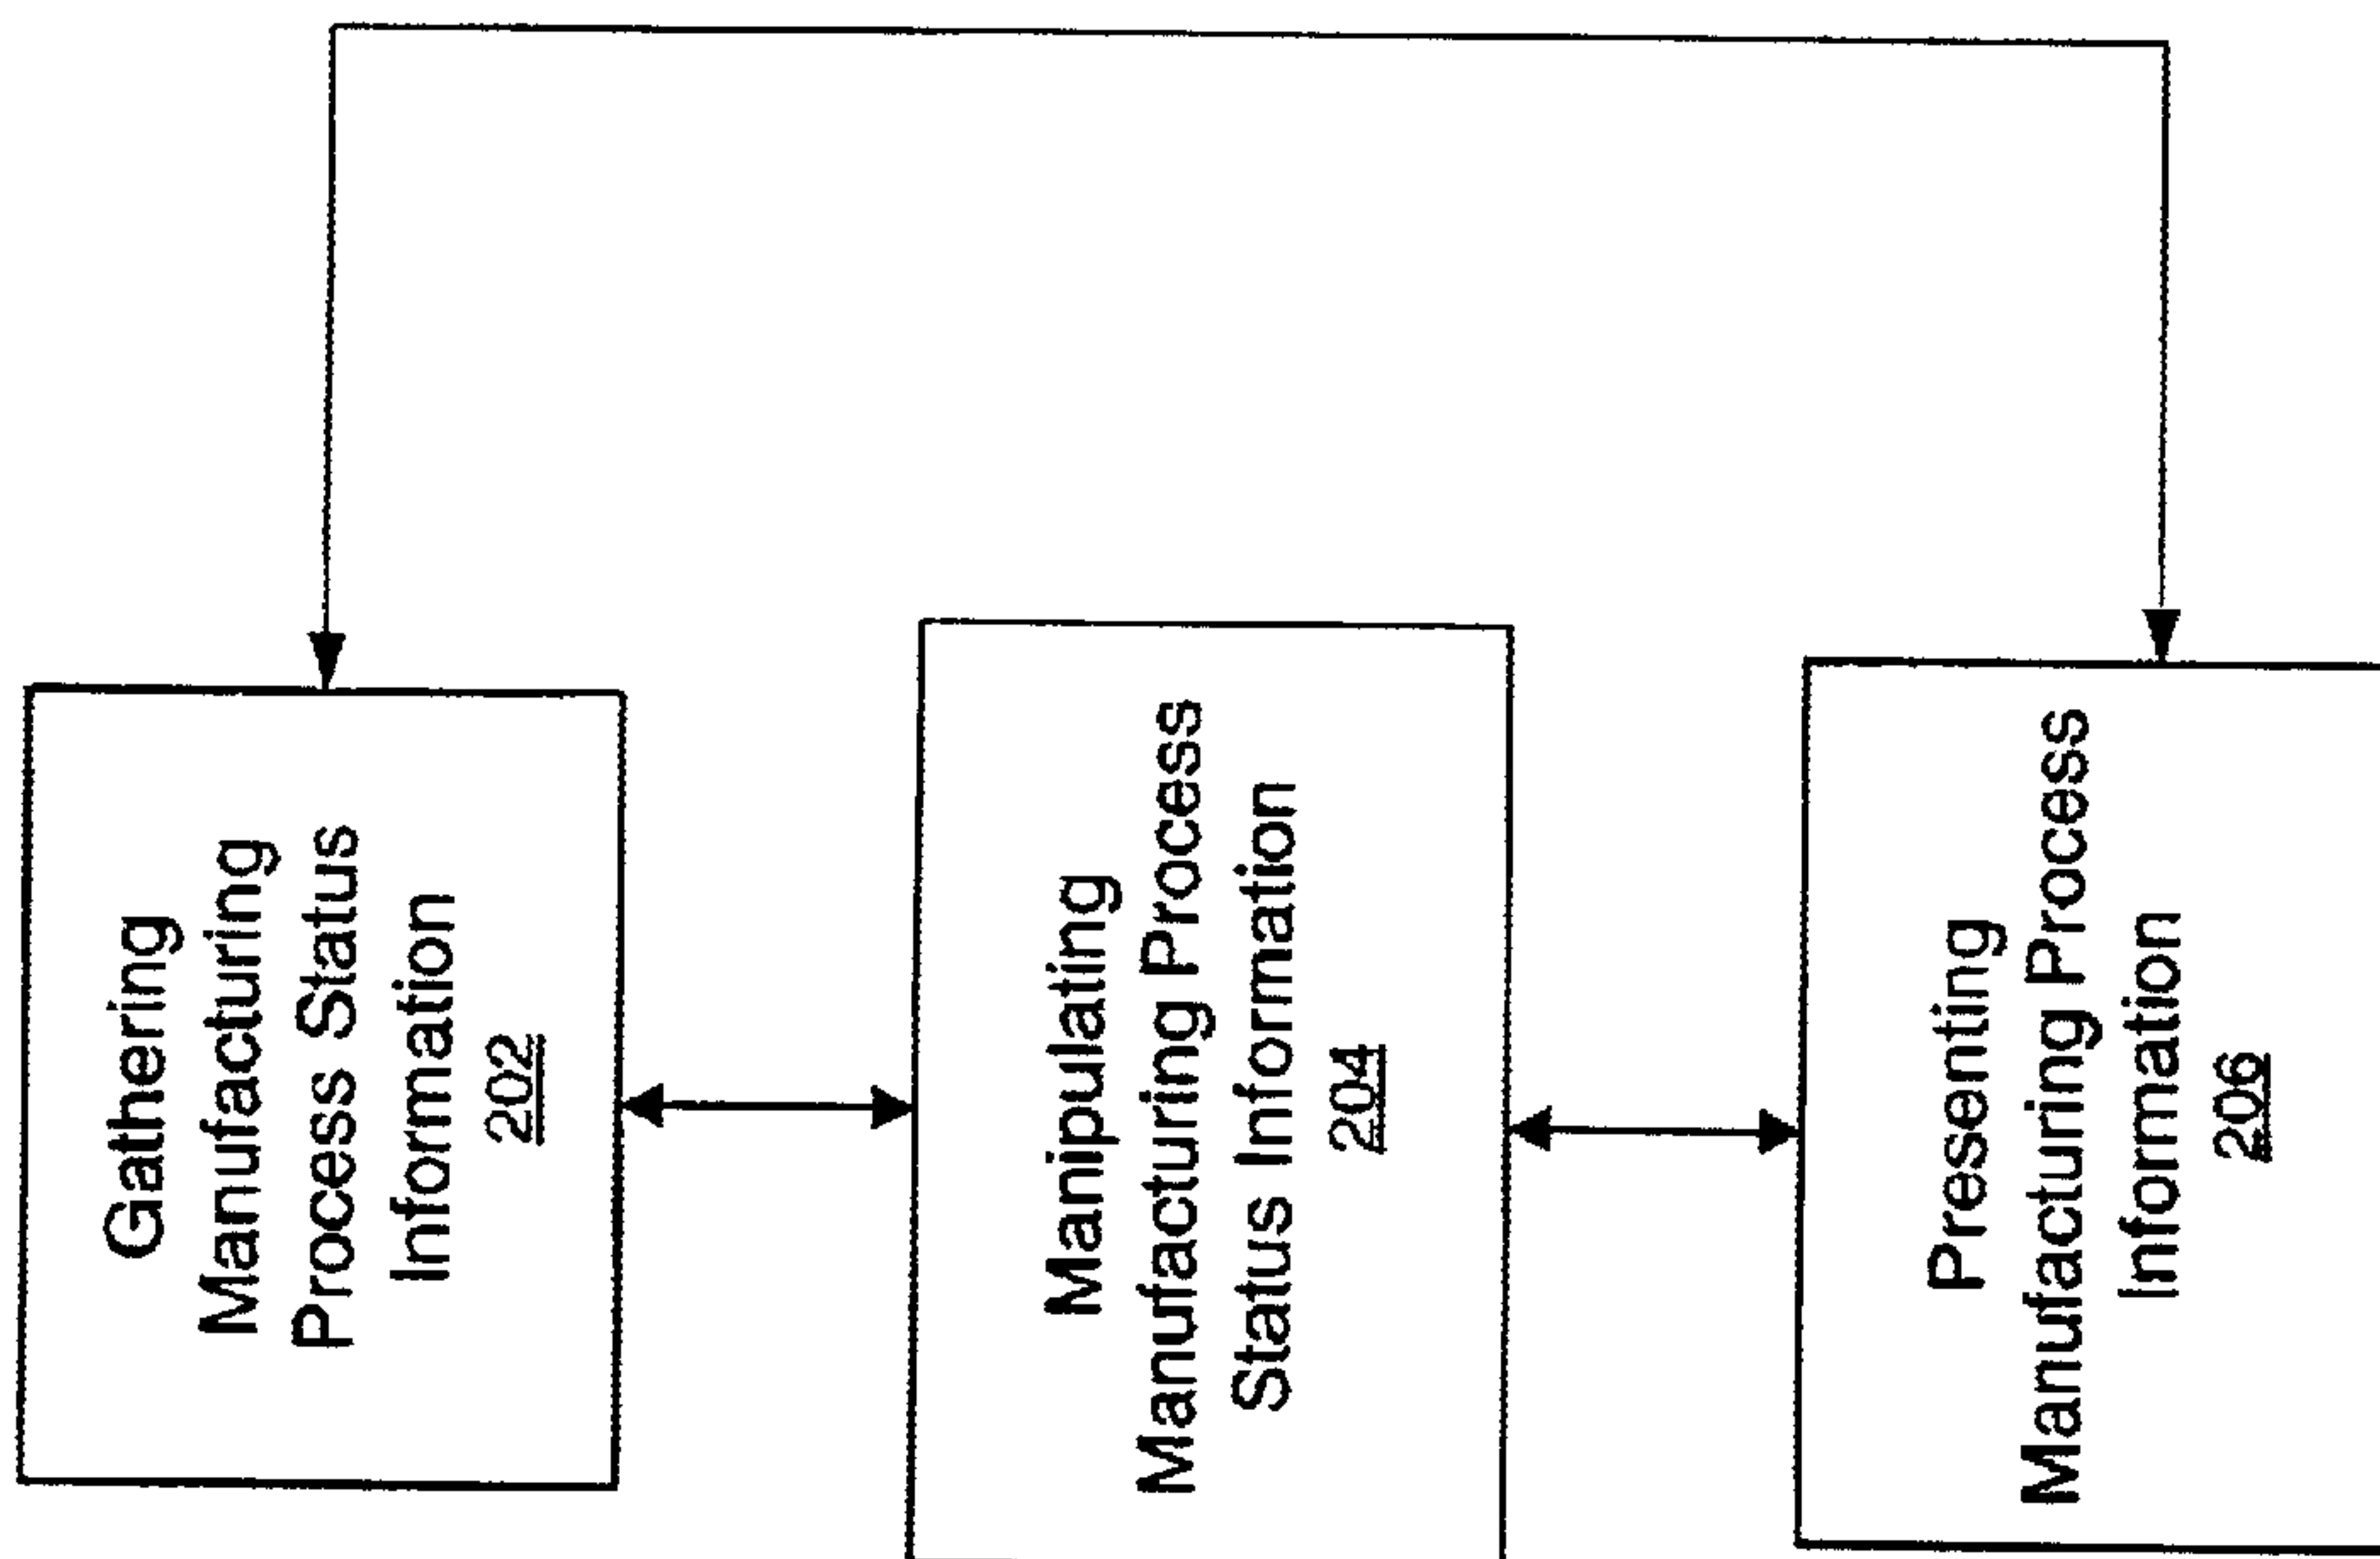 Gathering
Manufacturing
Process Status
Information
202
Manipulating
Manufacturing Process
Status Information
204
Presenting
Manufacturing Process
Information
206